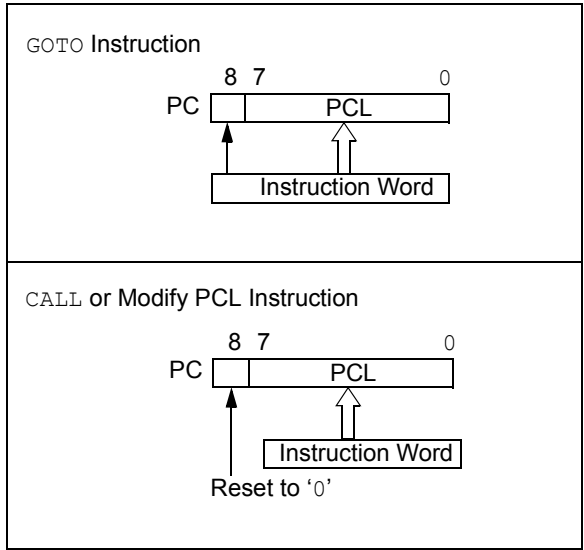 GOTO Instruction
8 7 0
PC PCL
Instruction Word
CALL or Modify PCL Instruction
8 7 0
PC PCL
Instruction Word
Reset to ‘0’